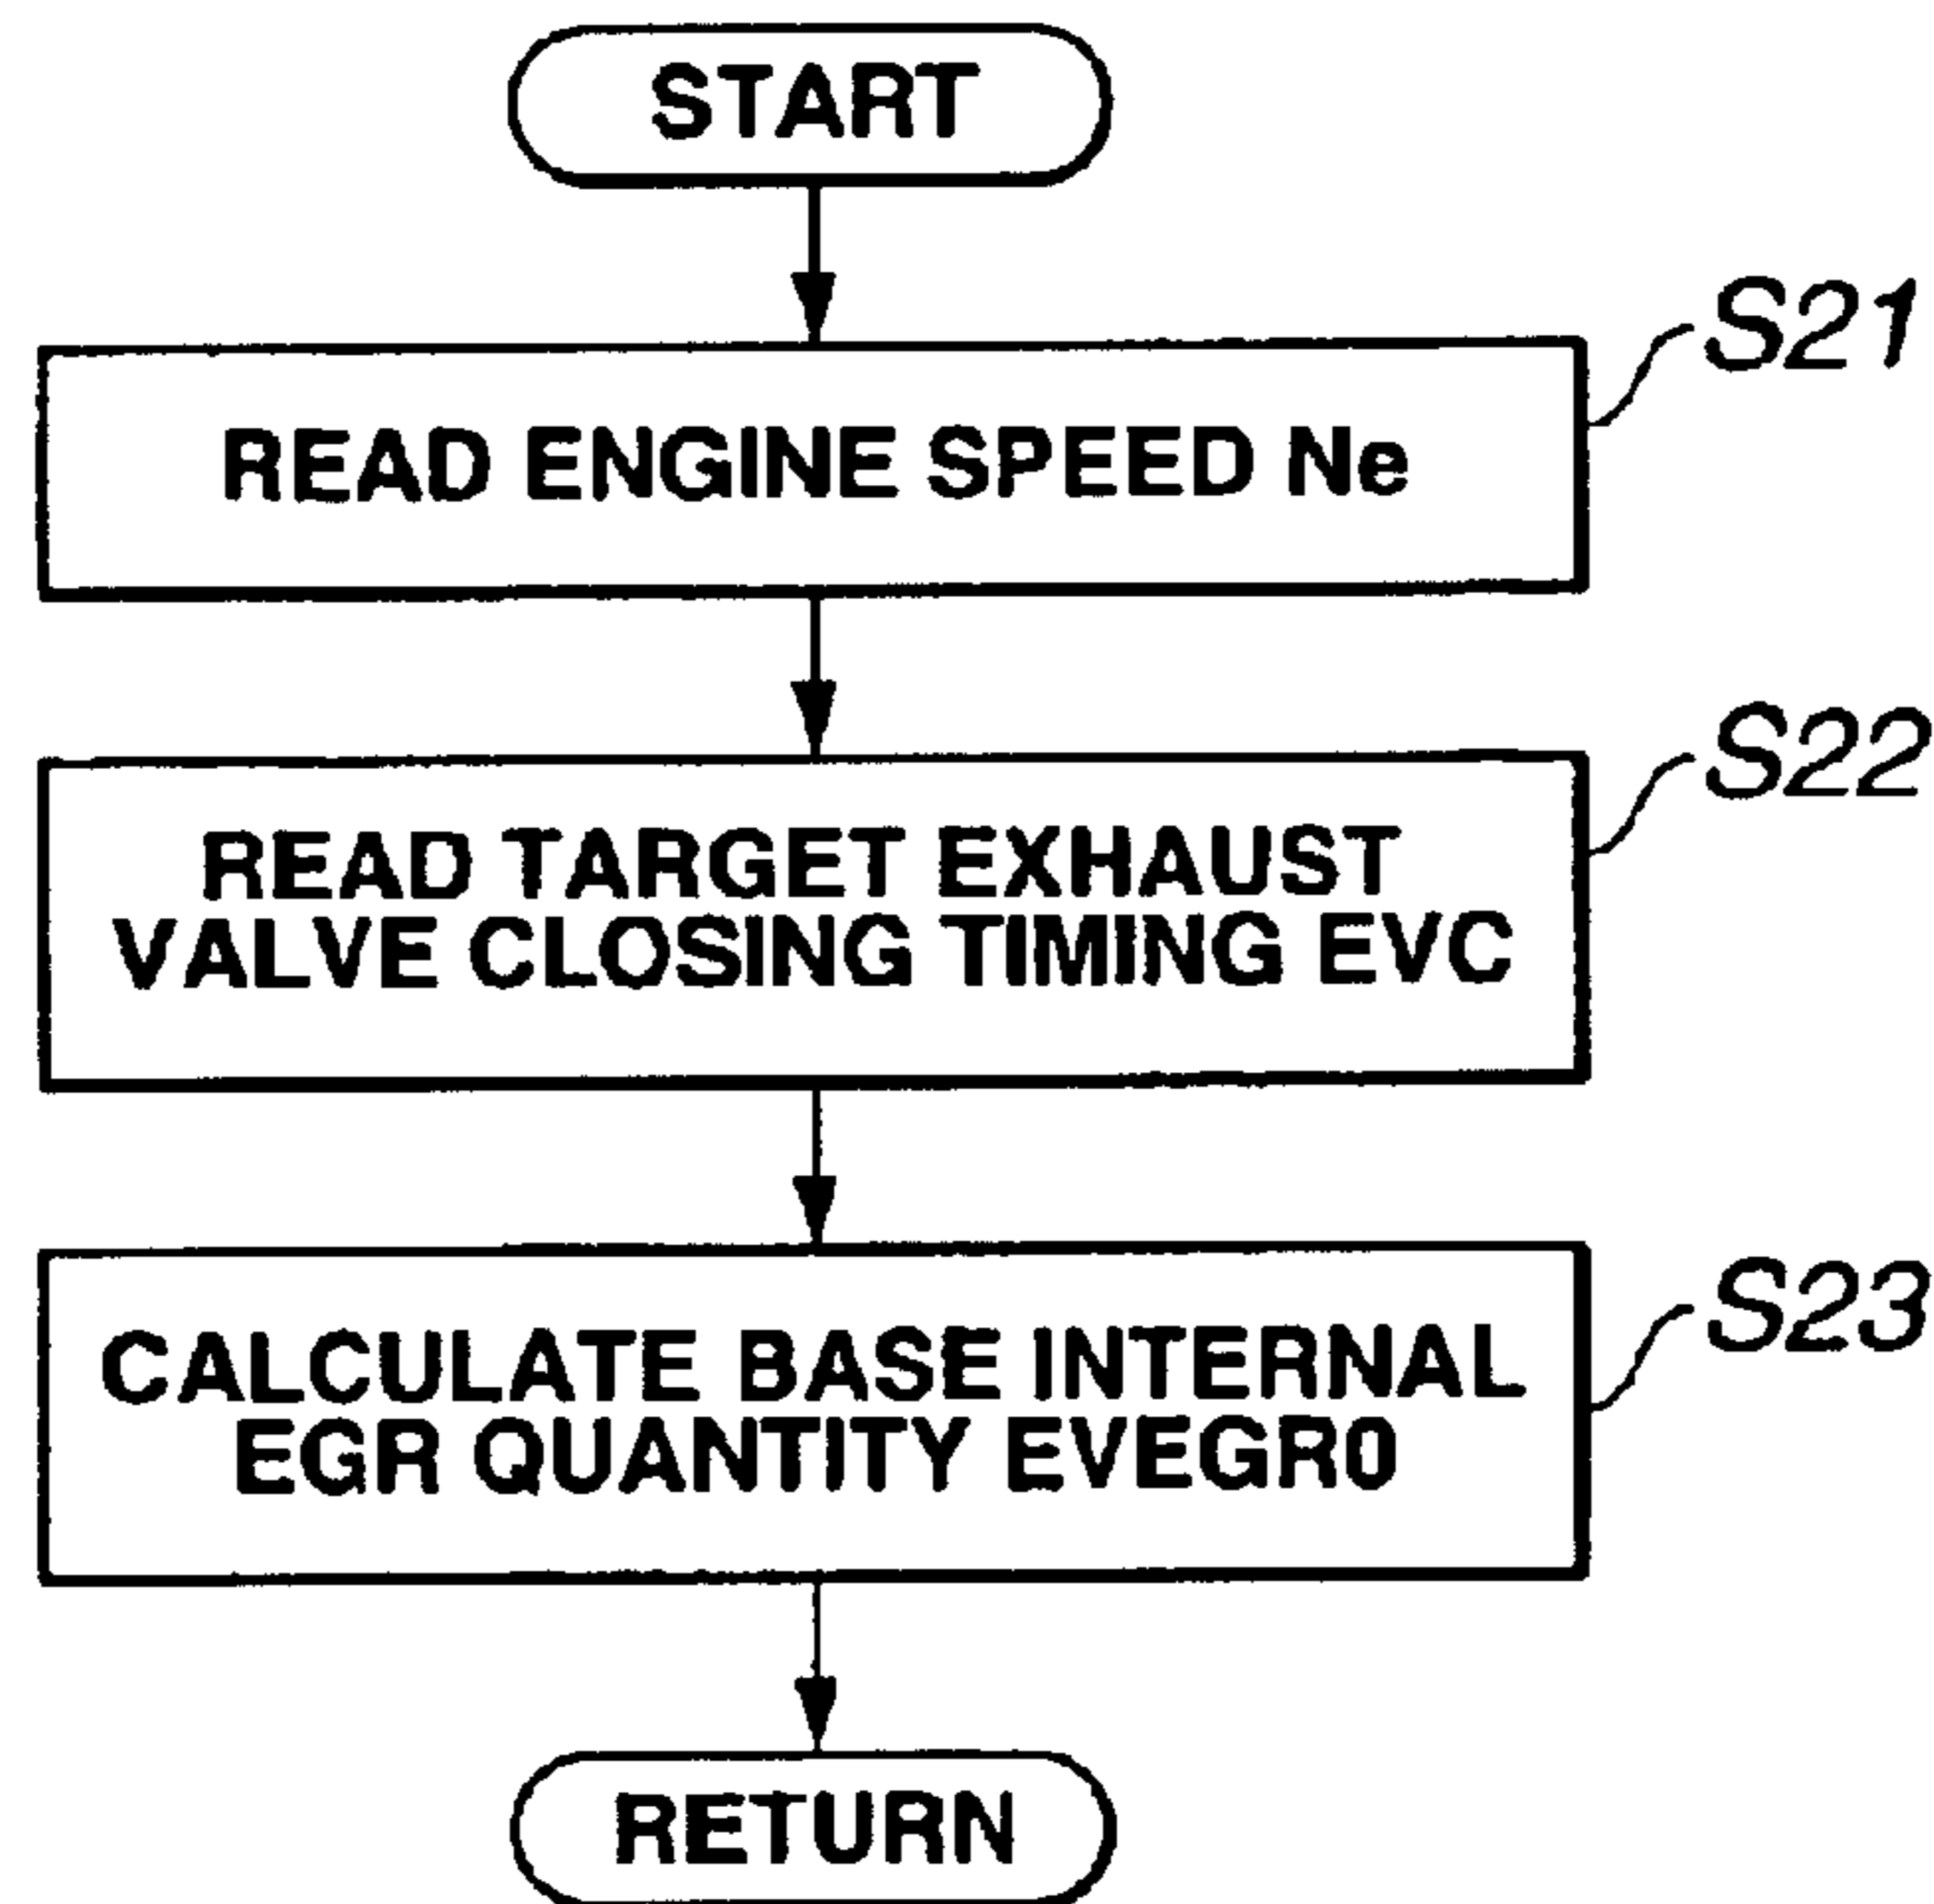 START
S21
READ ENGINE SPEED Ne
S22
READ TARGET EXHAUST
VALVE CLOSING TIMING EVC
S23
CALCULATE BASE INTERNAL
EGR QUANTITY EVEGR0
RETURN